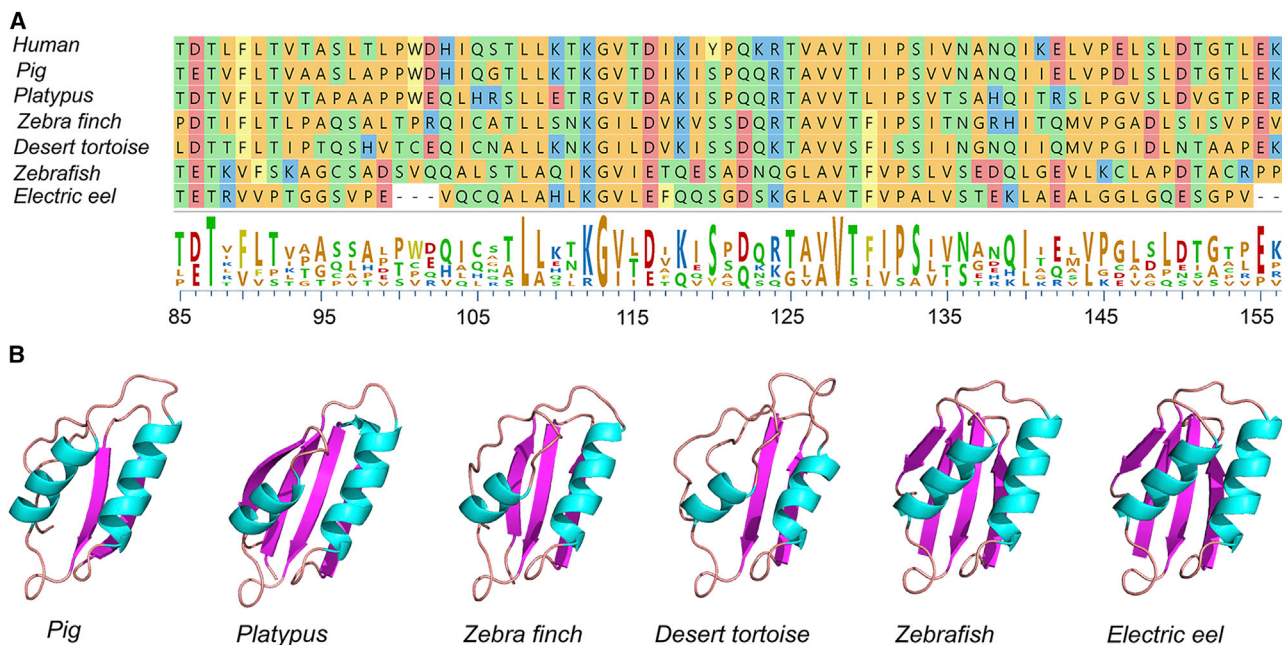 A
Human TDTLFLTVTASLTLPWDHIQSTLLKTKGVTDIKIYPQKRTVAVTIIPSIVNANQIKELVPELSLDTGTLEK
Pig TETVFLTVAASLAPPWDHIQGTLLKTKGVTDIKISPQQRTAVVTIIPSVVNANQIIELVPDLSLDTGTLEK
Platypus TDTVFLTVTAPAAPPWEQLHRSLLETRGVTDAKISPQQRTAVVTLIPSVTSAHQITRSLPGVSLDVGTPER
Zebra finch PDTIFLTLPAQSALTPRQICATLLSNKGILDVKVSSDQRTAVVTFIPSITNGRHITQMVPGADLSISVPEV
Desert tortoise LDTTFLTIPTQSHVTCEQICNALLKNKGILDVKISSDQKTAVVSFISSIINGNQIIQMVPGIDLNTAAPEK
Zebrafish TETKVFSKAGCSADSVQQALSTLAQIKGVIETQESADNQGLAVTFVPSLVSEDQLGEVLKCLAPDTACRPP
Electric eel TETRVVPTGGSVPE---VQCQALAHLKGVLEFQQSGDSKGLAVTFVPALVSTEKLAEALGGLGQESGPV--
85 95 105 115 125 135 145 155
B
Pig Platypus Zebra finch Desert tortoise Zebrafish Electric eel